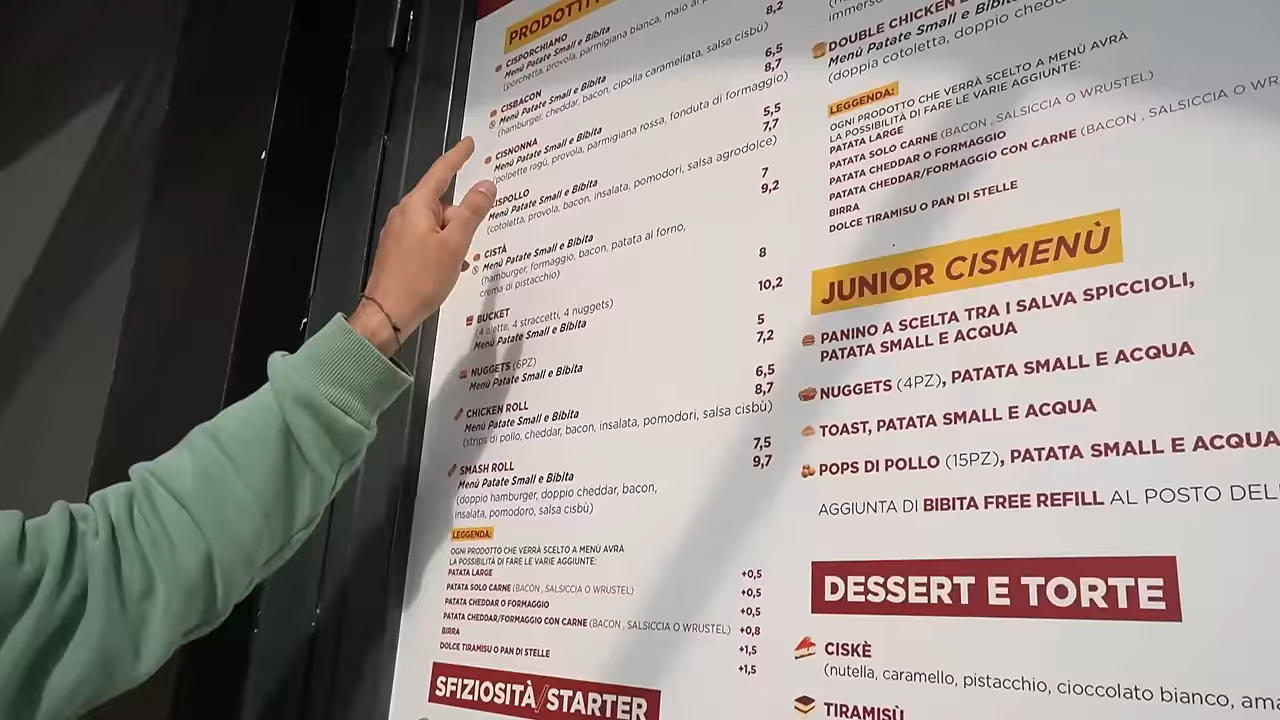 PRODOTTI
CISPORCHIAMO
Menù Patate Small e Bibita
(porchetta, provola, parmigiana bianca, maio al
8,2
CISBACON
Menù Patate Small e Bibita
(hamburger, cheddar, bacon, cipolla caramellata, salsa cisbù)
6,5
8,7
CISNONNA
Menù Patate Small e Bibita
(polpette ragù, provola, parmigiana rossa, fonduta di formaggio)
5,5
7,7
CISPOLLO
Menù Patate Small e Bibita
(cotoletta, provola, bacon, insalata, pomodori, salsa agrodolce)
7
9,2
CISTÀ
Menù Patate Small e Bibita
(hamburger, formaggio, bacon, patata al forno,
crema di pistacchio)
8
10,2
BUCKET
(4 alette, 4 straccetti, 4 nuggets)
Menù Patate Small e Bibita
5
7,2
NUGGETS (6PZ)
Menù Patate Small e Bibita
6,5
8,7
CHICKEN ROLL
Menù Patate Small e Bibita
(strips di pollo, cheddar, bacon, insalata, pomodori, salsa cisbù)
7,5
9,7
SMASH ROLL
Menù Patate Small e Bibita
(doppio hamburger, doppio cheddar, bacon,
insalata, pomodoro, salsa cisbù)
LEGGENDA:
OGNI PRODOTTO CHE VERRÀ SCELTO A MENÙ AVRÀ
LA POSSIBILITÀ DI FARE LE VARIE AGGIUNTE:
PATATA LARGE +0,5
PATATA SOLO CARNE (BACON, SALSICCIA O WRUSTEL) +0,5
PATATA CHEDDAR O FORMAGGIO +0,5
PATATA CHEDDAR/FORMAGGIO CON CARNE (BACON, SALSICCIA O WRUSTEL) +0,8
BIRRA +1,5
DOLCE TIRAMISU O PAN DI STELLE +1,5
SFIZIOSITÀ/STARTER
DOUBLE CHICKEN
Menù Patate Small e Bibita
(doppia cotoletta, doppio chedd
LEGGENDA:
OGNI PRODOTTO CHE VERRÀ SCELTO A MENÙ AVRÀ
LA POSSIBILITÀ DI FARE LE VARIE AGGIUNTE:
PATATA LARGE
PATATA SOLO CARNE (BACON, SALSICCIA O WRUSTEL)
PATATA CHEDDAR O FORMAGGIO
PATATA CHEDDAR/FORMAGGIO CON CARNE (BACON, SALSICCIA O WR
BIRRA
DOLCE TIRAMISU O PAN DI STELLE
JUNIOR CISMENÙ
PANINO A SCELTA TRA I SALVA SPICCIOLI,
PATATA SMALL E ACQUA
NUGGETS (4PZ), PATATA SMALL E ACQUA
TOAST, PATATA SMALL E ACQUA
POPS DI POLLO (15PZ), PATATA SMALL E ACQUA
AGGIUNTA DI BIBITA FREE REFILL AL POSTO DEL
DESSERT E TORTE
CISKÈ
(nutella, caramello, pistacchio, cioccolato bianco, ama
TIRAMISÙ